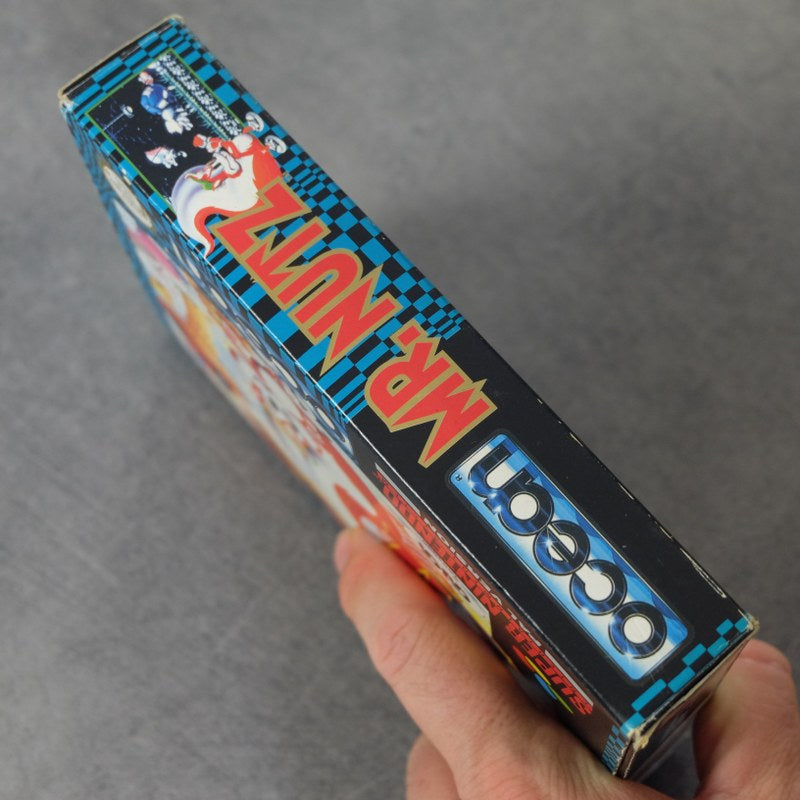 MR. NUTZ
ocean®
SUPER NINTENDO